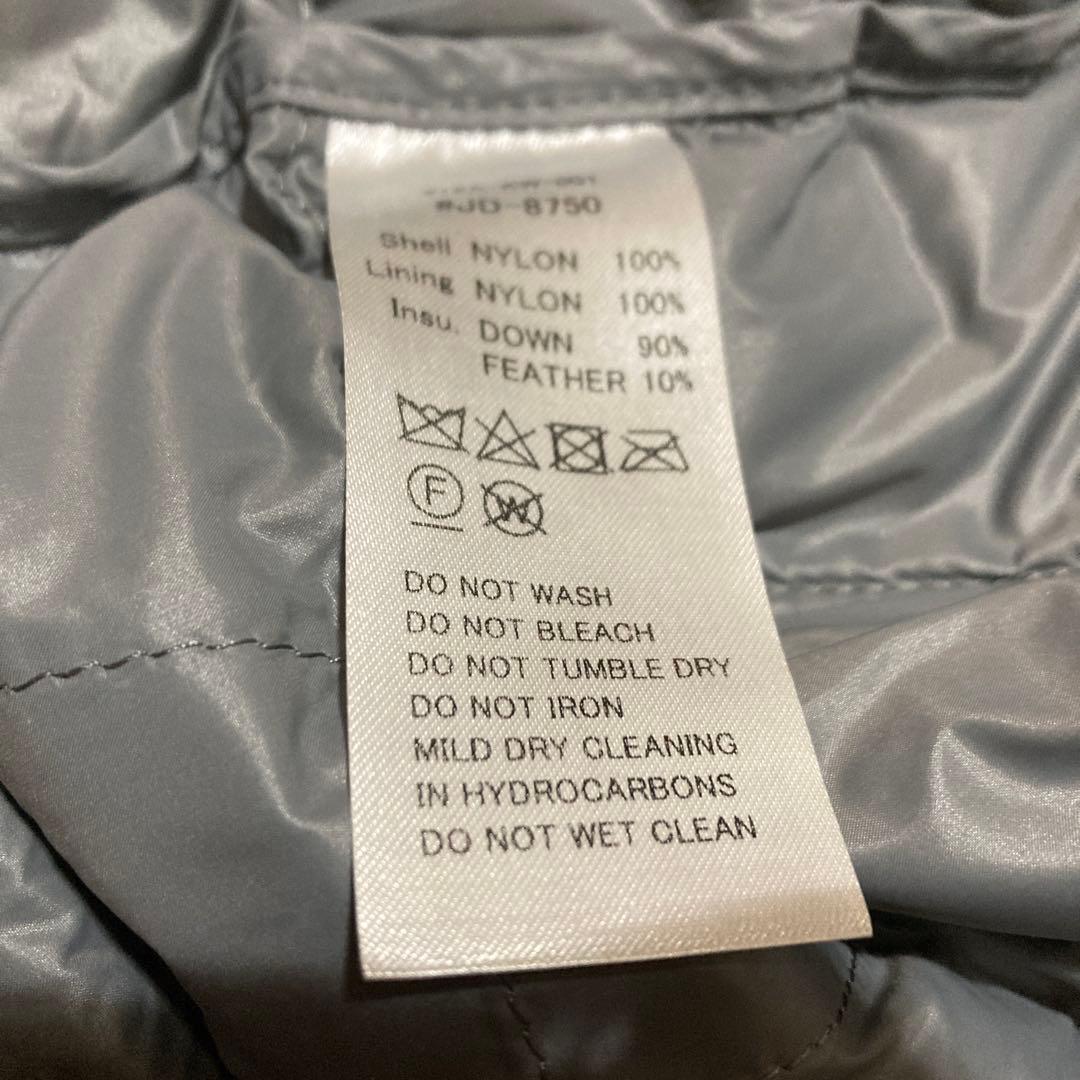 #JD-8750
Shell NYLON 100%
Lining NYLON 100%
Insu. DOWN 90%
FEATHER 10%
F W
DO NOT WASH
DO NOT BLEACH
DO NOT TUMBLE DRY
DO NOT IRON
MILD DRY CLEANING
IN HYDROCARBONS
DO NOT WET CLEAN